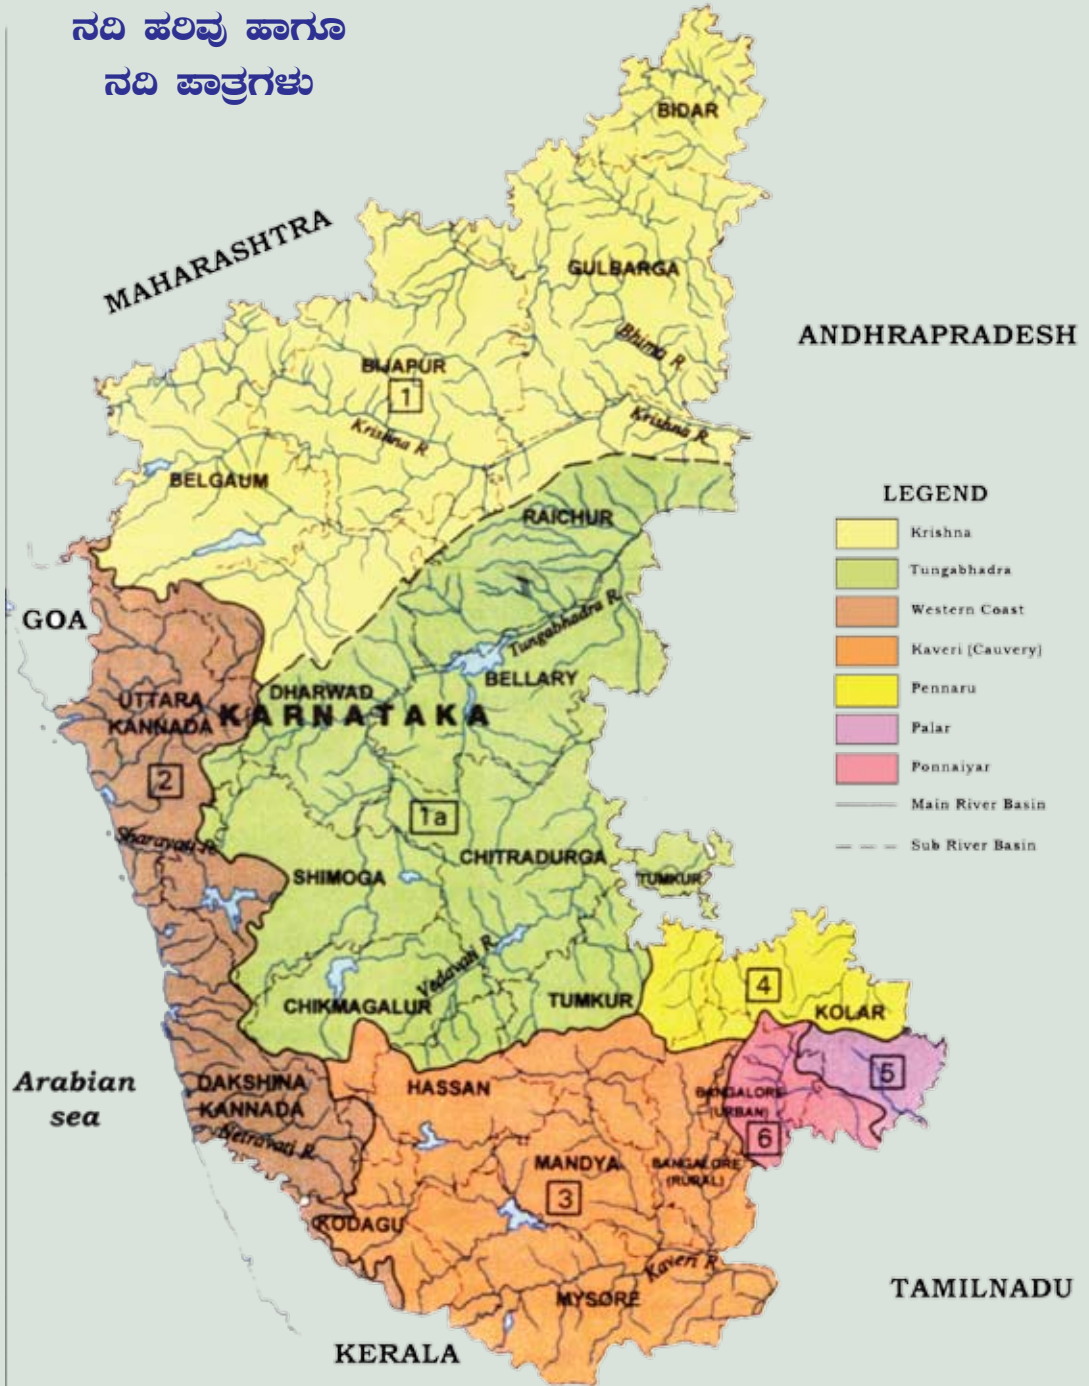 ನದಿ ಹರಿವು ಹಾಗೂ
ನದಿ ಪಾತ್ರಗಳು
BIDAR
MAHARASHTRA
GULBARGA
ANDHRAPRADESH
Bhima R.
BIJAPUR
1
Krishna R.
Krishna R.
BELGAUM
LEGEND
RAICHUR
Krishna
Tungabhadra
Western Coast
Kaveri (Cauvery)
Pennaru
Palar
Ponnaiyar
Main River Basin
Sub River Basin
GOA
Tungabhadra R.
BELLARY
DHARWAD
UTTARA
KANNADA
KARNATAKA
2
1a
Sharavati R.
CHITRADURGA
SHIMOGA
TUMKUR
Vedavati R.
CHIKMAGALUR
TUMKUR
4
KOLAR
Arabian
sea
DAKSHINA
KANNADA
HASSAN
5
BANGALORE
(URBAN)
6
Netravati R.
MANDYA
3
BANGALORE
(RURAL)
KODAGU
Kaveri R.
MYSORE
TAMILNADU
KERALA